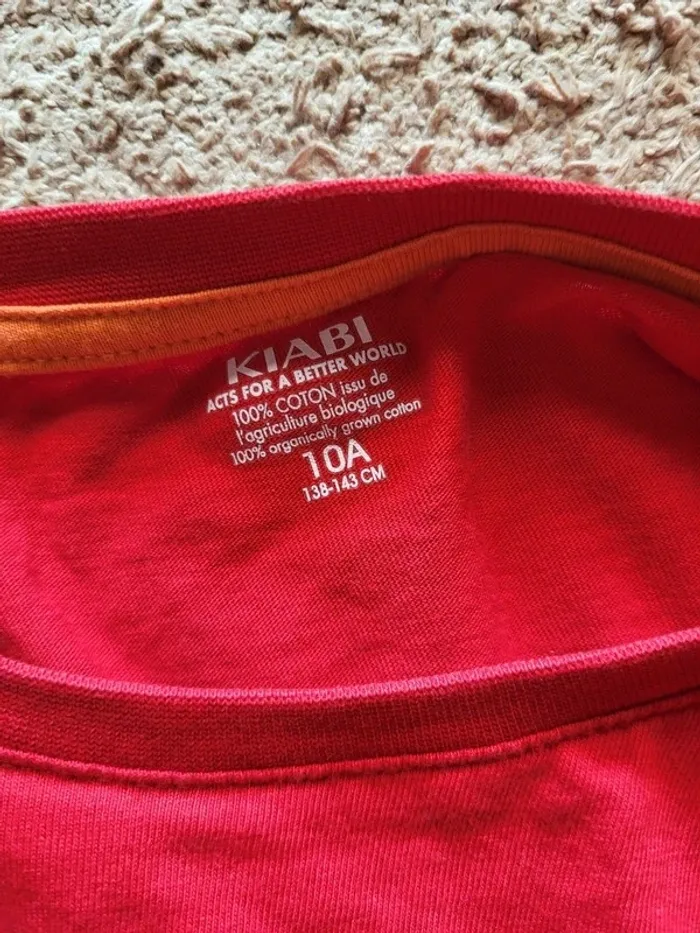 KIABI
ACTS FOR A BETTER WORLD
100% COTON issu de
l'agriculture biologique
100% organically grown cotton
10A
138-143 CM